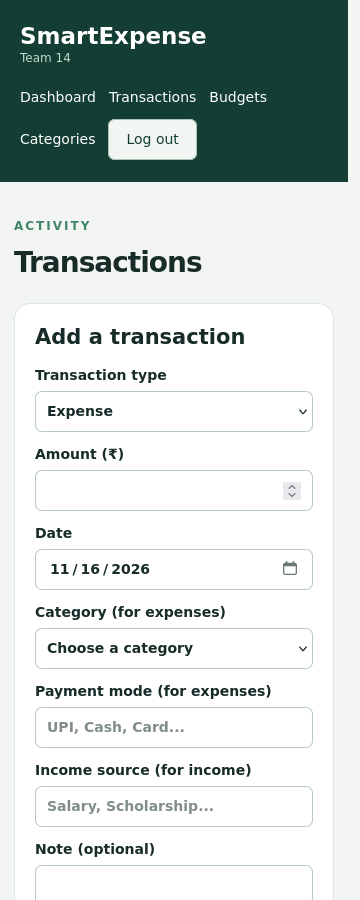 SmartExpense
Team 14
Dashboard Transactions Budgets
Categories Log out
ACTIVITY
Transactions
Add a transaction
Transaction type
Expense
Amount (₹)
Date
11/16/2026
Category (for expenses)
Choose a category
Payment mode (for expenses)
UPI, Cash, Card...
Income source (for income)
Salary, Scholarship...
Note (optional)